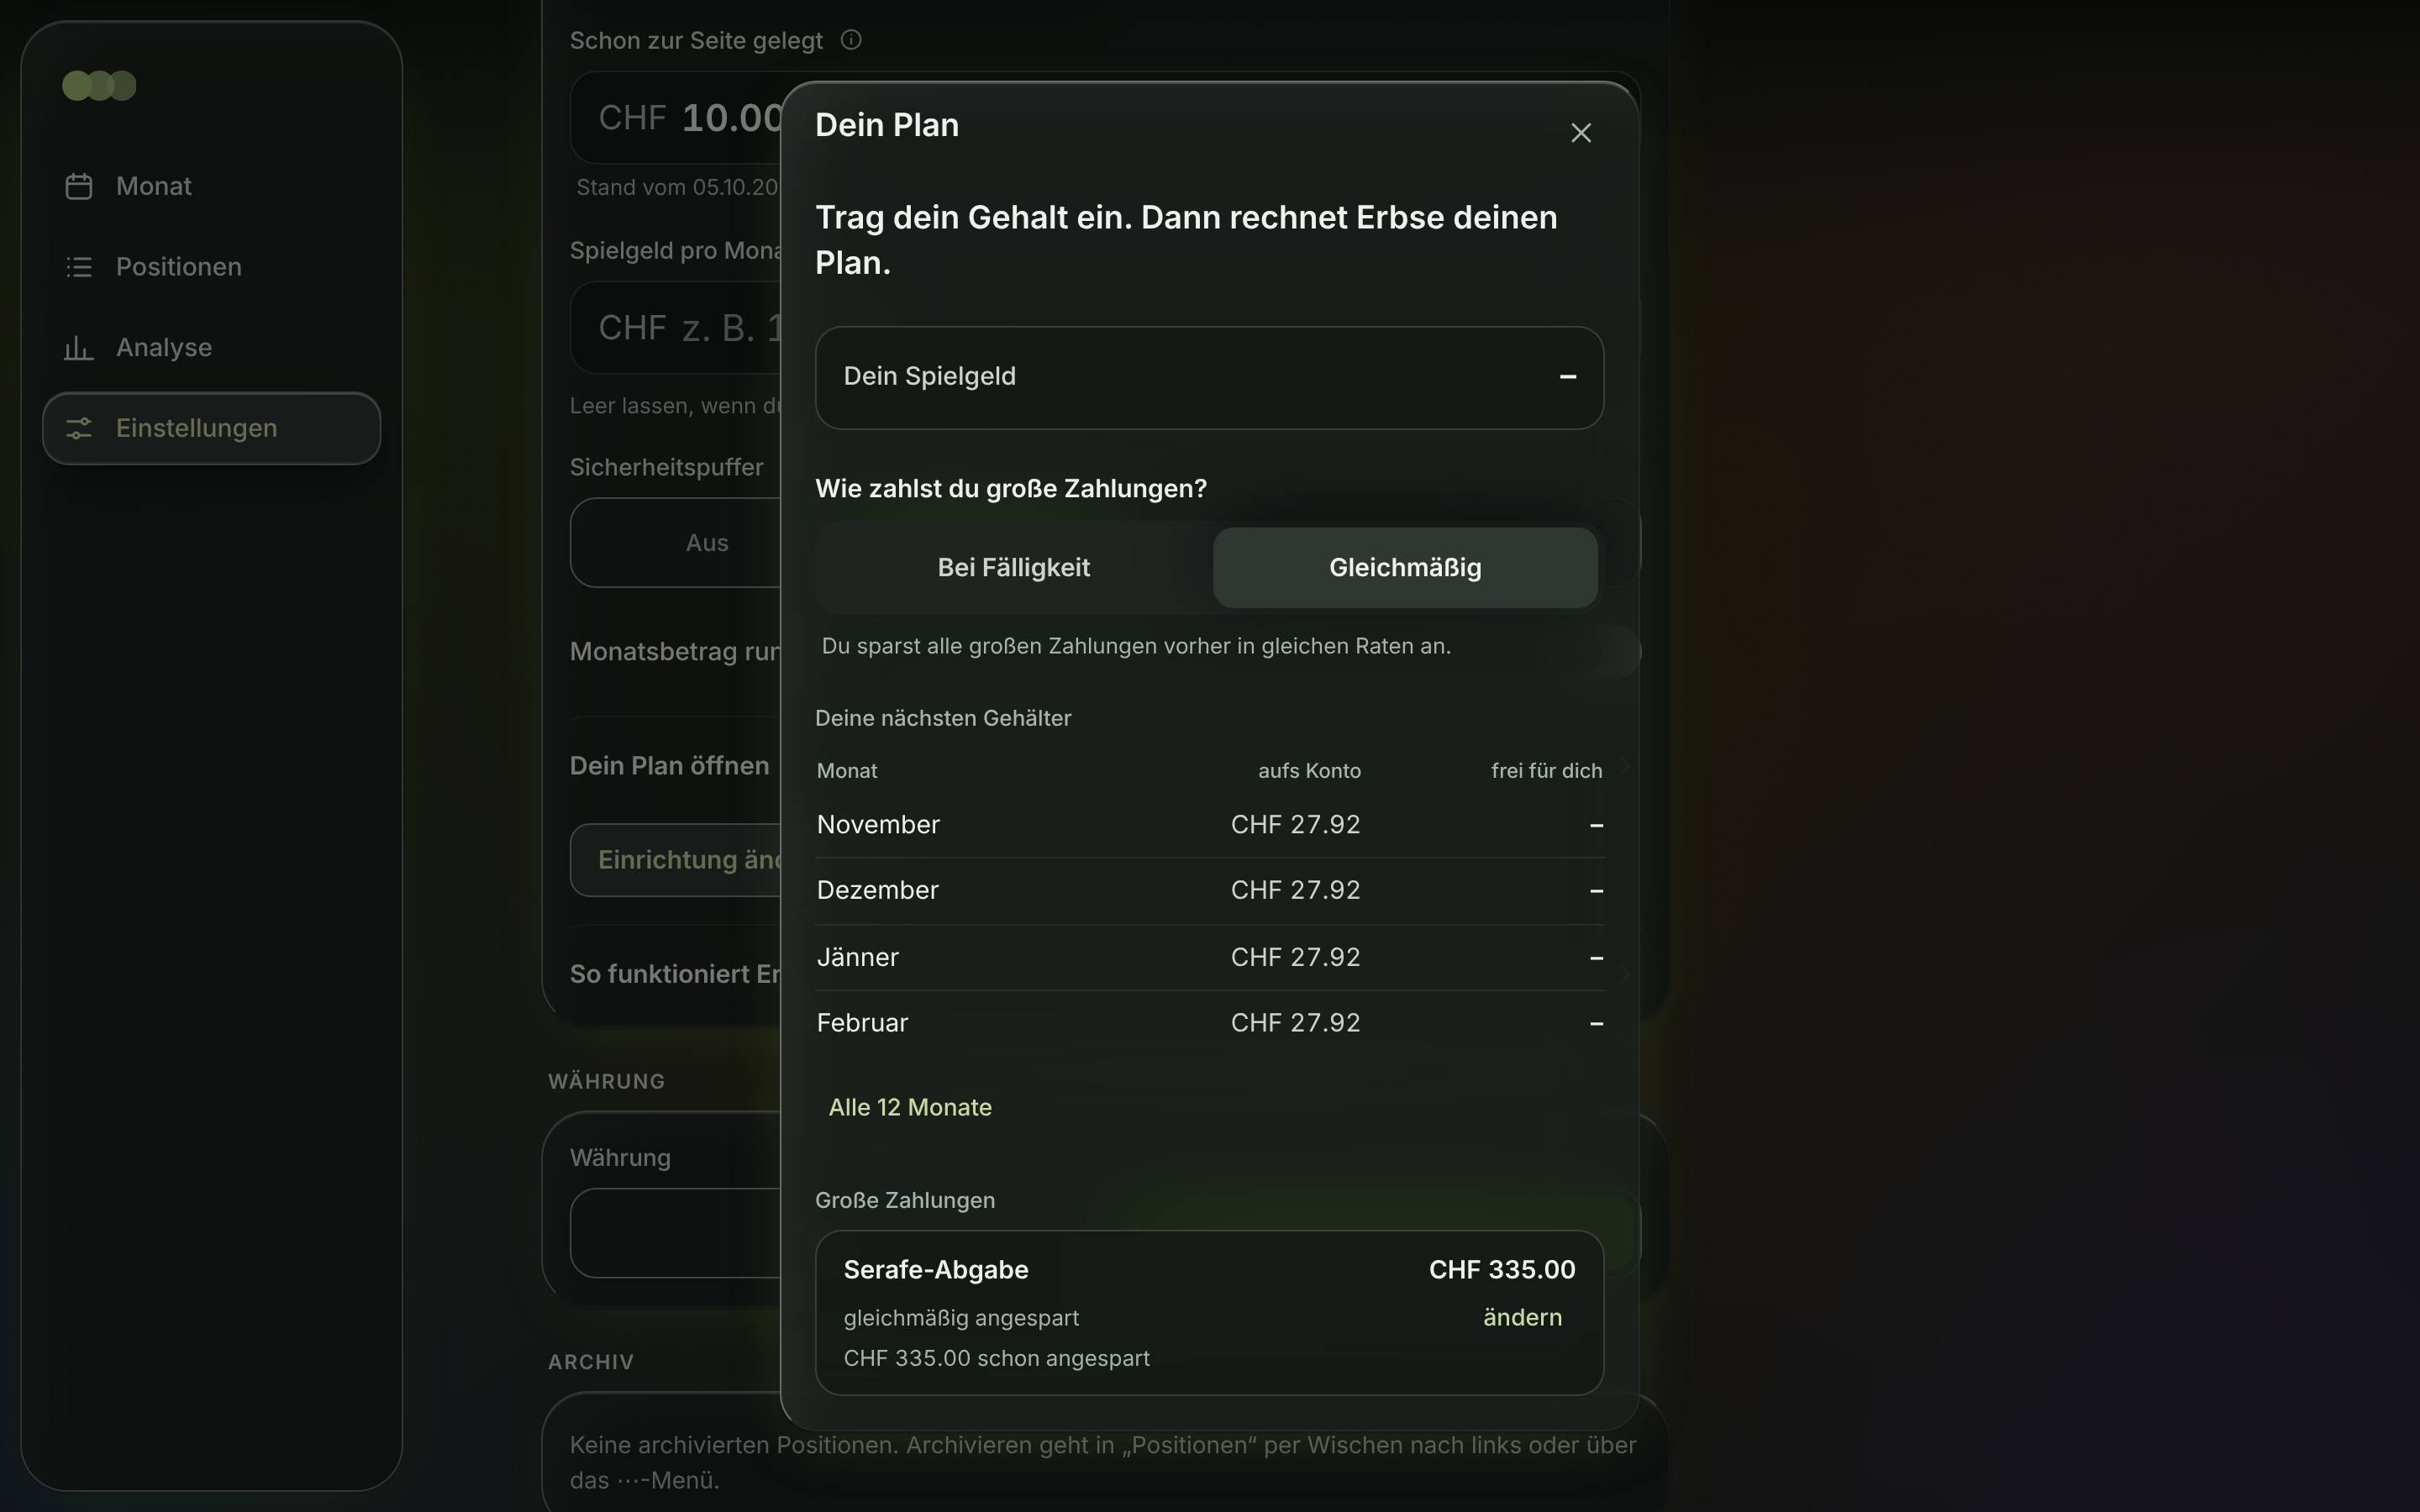 Monat
Positionen
Analyse
Einstellungen
Schon zur Seite gelegt
CHF 10.00
Stand vom 05.10.20
Spielgeld pro Mona
CHF z. B. 1
Leer lassen, wenn du
Sicherheitspuffer
Aus
Monatsbetrag run
Dein Plan öffnen
Einrichtung änd
So funktioniert Er
WÄHRUNG
Währung
ARCHIV
Keine archivierten Positionen. Archivieren geht in „Positionen“ per Wischen nach links oder über
das ···-Menü.
Dein Plan
Trag dein Gehalt ein. Dann rechnet Erbse deinen
Plan.
Dein Spielgeld –
Wie zahlst du große Zahlungen?
Bei Fälligkeit Gleichmäßig
Du sparst alle großen Zahlungen vorher in gleichen Raten an.
Deine nächsten Gehälter
Monat aufs Konto frei für dich
November CHF 27.92 –
Dezember CHF 27.92 –
Jänner CHF 27.92 –
Februar CHF 27.92 –
Alle 12 Monate
Große Zahlungen
Serafe-Abgabe CHF 335.00
gleichmäßig angespart ändern
CHF 335.00 schon angespart